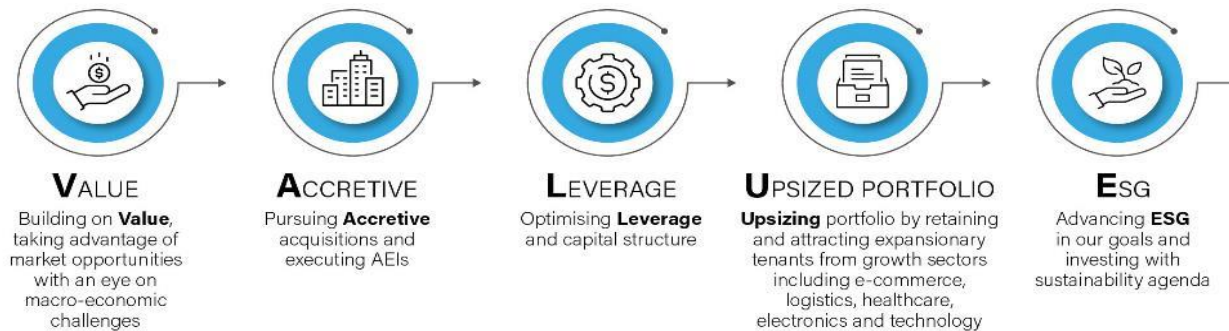 VALUE
Building on Value,
taking advantage of
market opportunities
with an eye on
macro-economic
challenges
ACCRETIVE
Pursuing Accretive
acquisitions and
executing AEIs
LEVERAGE
Optimising Leverage
and capital structure
UPSIZED PORTFOLIO
Upsizing portfolio by retaining
and attracting expansionary
tenants from growth sectors
including e-commerce,
logistics, healthcare,
electronics and technology
ESG
Advancing ESG
in our goals and
investing with
sustainability agenda